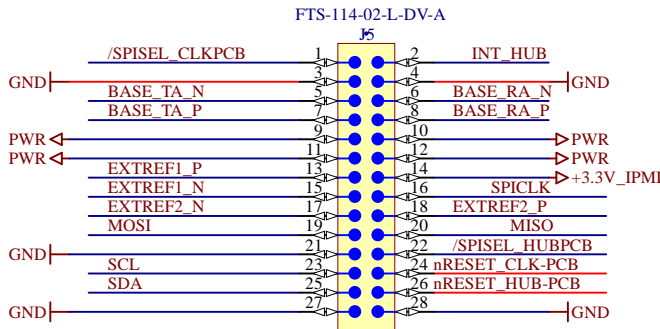 FTS-114-02-L-DV-A
J5
/SPISEL_CLKPCB 1 2 INT_HUB
GND 3 4 GND
BASE_TA_N 5 6 BASE_RA_N
BASE_TA_P 7 8 BASE_RA_P
PWR 9 10 PWR
PWR 11 12 PWR
EXTREF1_P 13 14 +3.3V_IPMI
EXTREF1_N 15 16 SPICLK
EXTREF2_N 17 18 EXTREF2_P
MOSI 19 20 MISO
GND 21 22 /SPISEL_HUBPCB
SCL 23 24 nRESET_CLK-PCB
SDA 25 26 nRESET_HUB-PCB
GND 27 28 GND